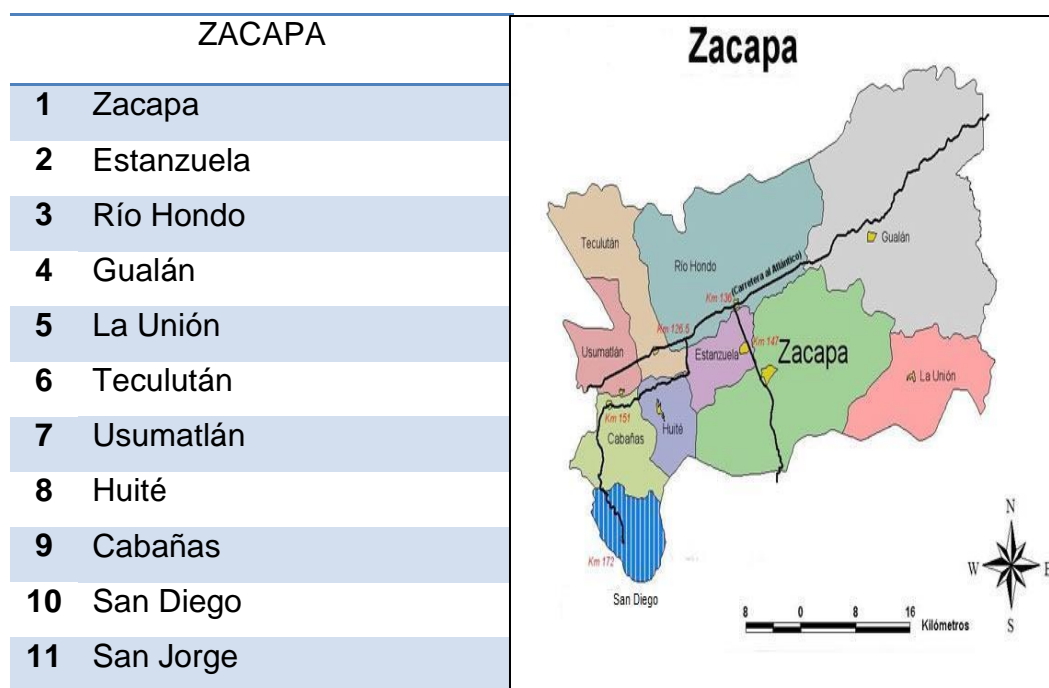 ZACAPA
1 Zacapa
2 Estanzuela
3 Río Hondo
4 Gualán
5 La Unión
6 Teculután
7 Usumatlán
8 Huité
9 Cabañas
10 San Diego
11 San Jorge
Zacapa
Teculután
Gualán
Río Hondo
(Carretera al Atlántico)
Km 136
Km 126.5
Usumatlán
Estanzuela
Km 147
Zacapa
La Unión
Km 151
Huité
Cabañas
Km 172
San Diego
N
W
E
S
8 0 8 16
Kilómetros